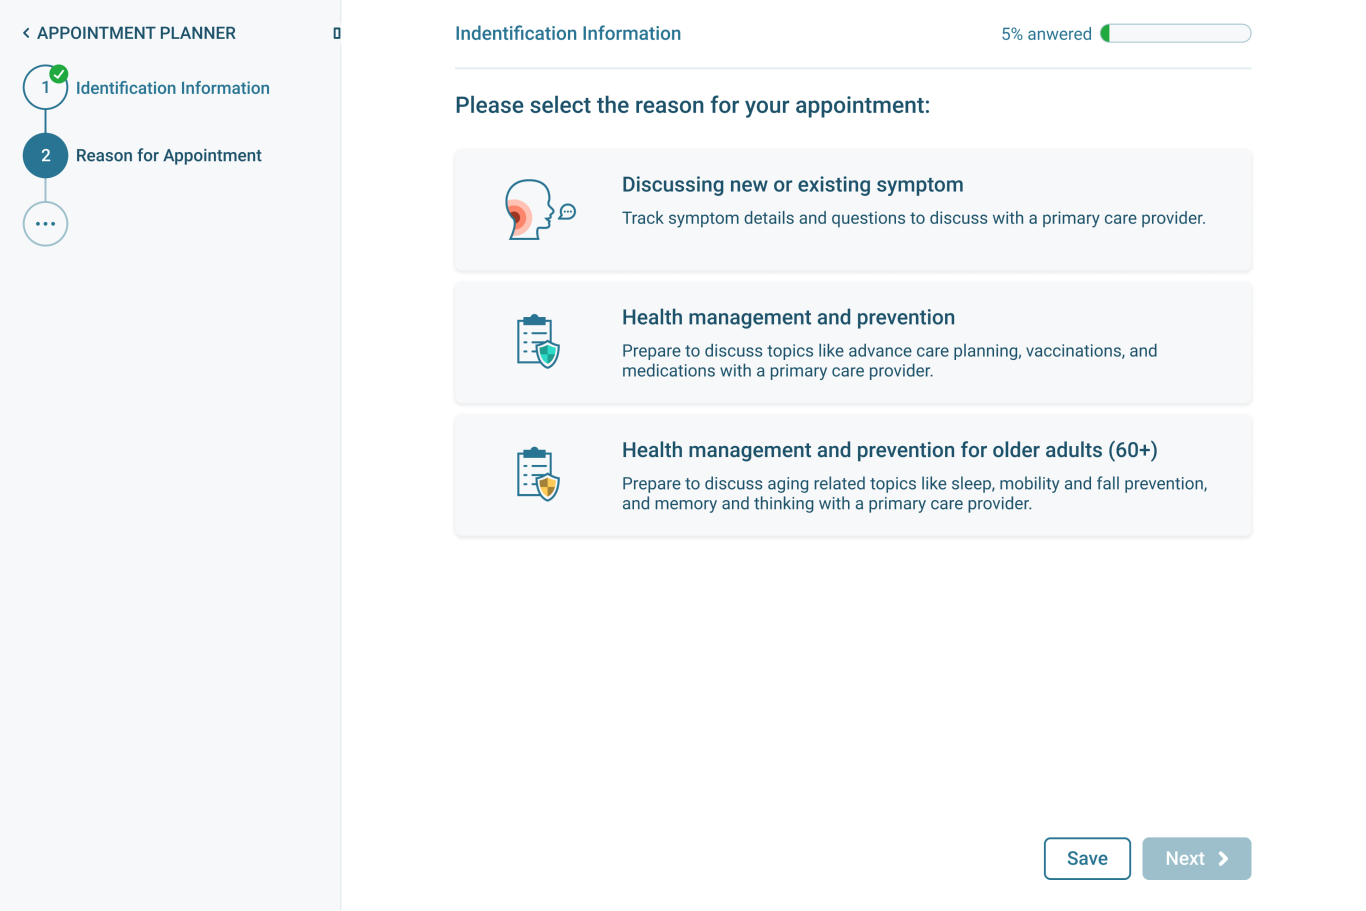 APPOINTMENT PLANNER
1
Identification Information
2
Reason for Appointment
Indentification Information
5% anwered
Please select the reason for your appointment:
Discussing new or existing symptom
Track symptom details and questions to discuss with a primary care provider.
Health management and prevention
Prepare to discuss topics like advance care planning, vaccinations, and
medications with a primary care provider.
Health management and prevention for older adults (60+)
Prepare to discuss aging related topics like sleep, mobility and fall prevention,
and memory and thinking with a primary care provider.
Save
Next